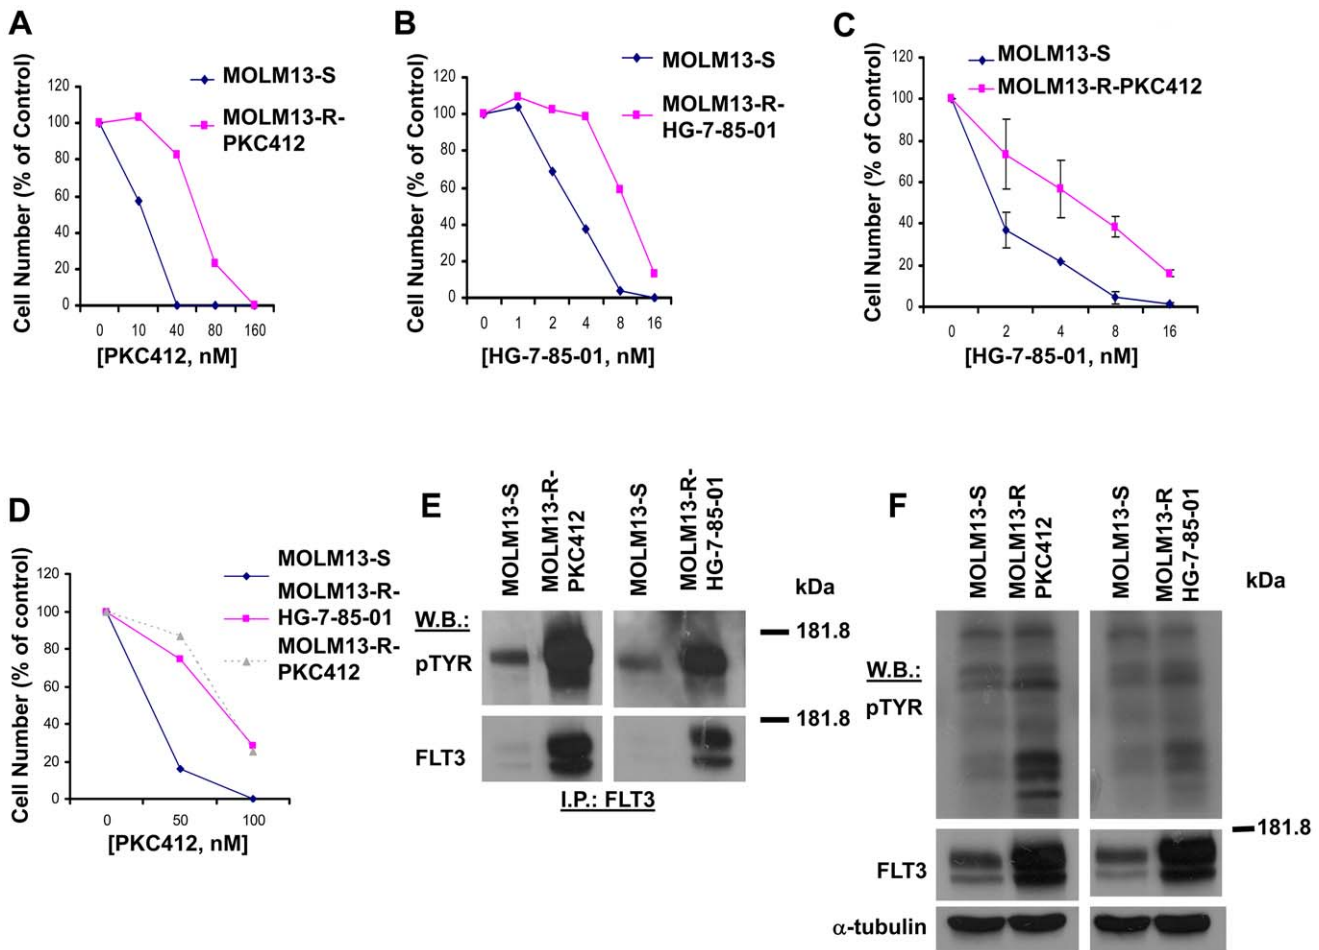 A
Cell Number (% of Control)
120
100
80
60
40
20
0
0 10 40 80 160
[PKC412, nM]
MOLM13-S
MOLM13-R-
PKC412
B
Cell Number (% of Control)
120
100
80
60
40
20
0
0 1 2 4 8 16
[HG-7-85-01, nM]
MOLM13-S
MOLM13-R-
HG-7-85-01
C
Cell Number (% of Control)
120
100
80
60
40
20
0
0 2 4 8 16
[HG-7-85-01, nM]
MOLM13-S
MOLM13-R-PKC412
D
Cell Number (% of control)
120
100
80
60
40
20
0
0 50 100
[PKC412, nM]
MOLM13-S
MOLM13-R-
HG-7-85-01
MOLM13-R-
PKC412
E
MOLM13-S
MOLM13-R-
PKC412
MOLM13-S
MOLM13-R-
HG-7-85-01
kDa
W.B.:
pTYR
181.8
181.8
FLT3
I.P.: FLT3
F
MOLM13-S
MOLM13-R
PKC412
MOLM13-S
MOLM13-R
HG-7-85-01
kDa
W.B.:
pTYR
181.8
FLT3
α-tubulin